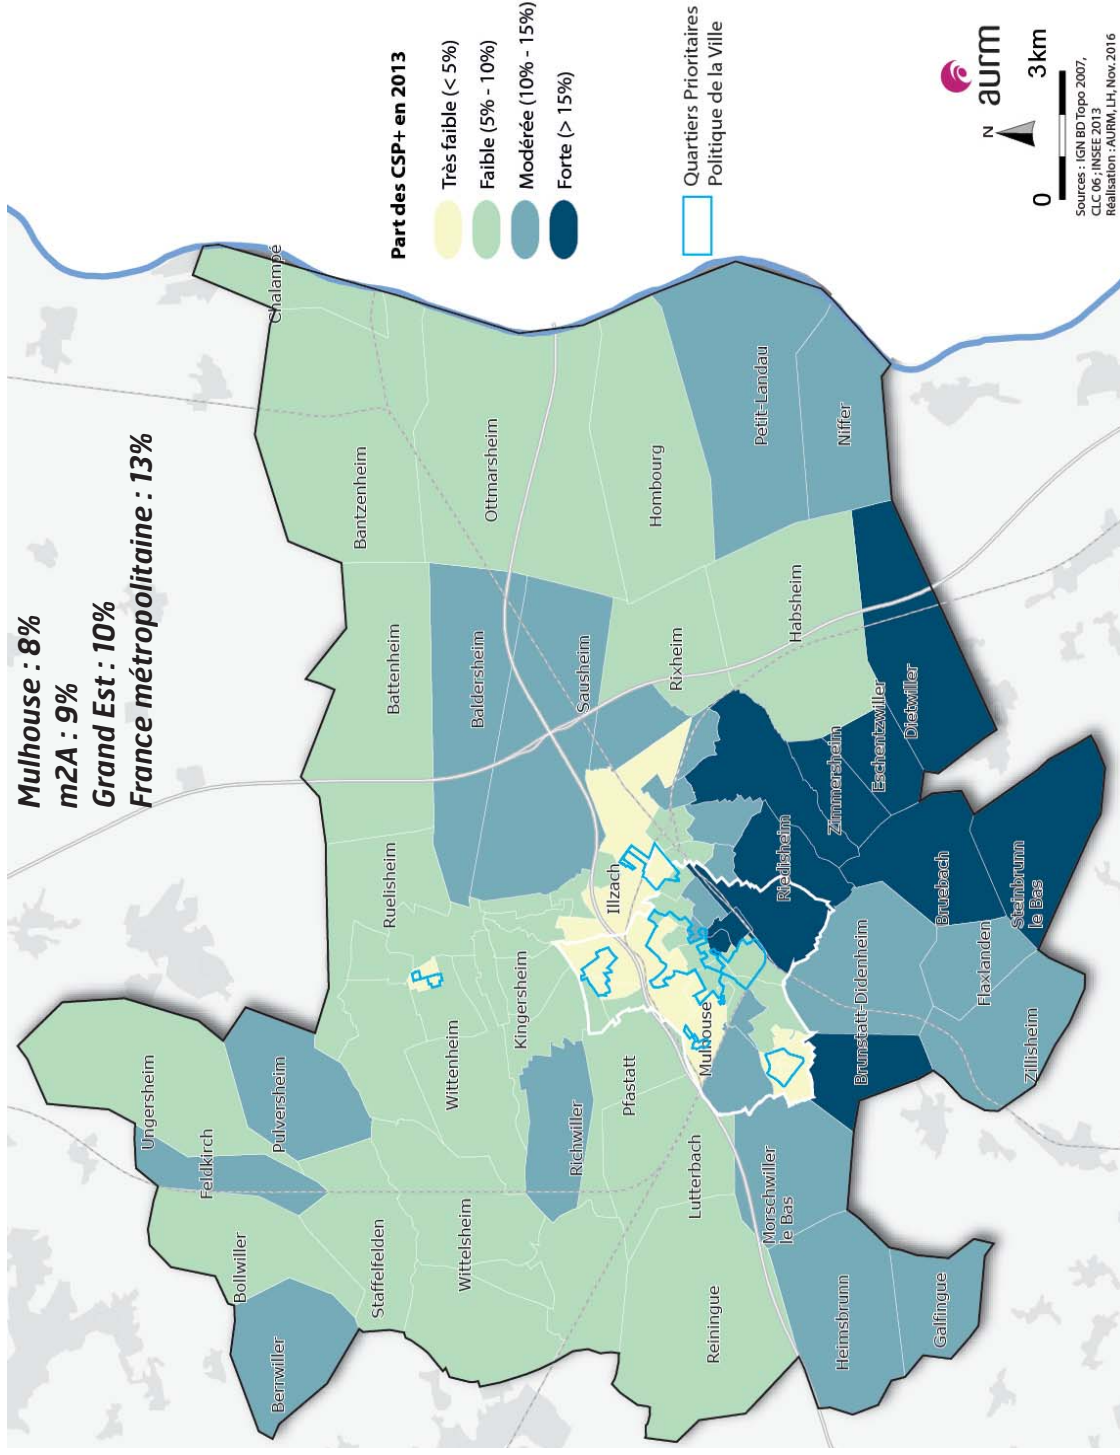 Mulhouse : 8%
m2A : 9%
Grand Est : 10%
France métropolitaine : 13%
Part des CSP+ en 2013
Très faible (< 5%)
Faible (5% - 10%)
Modérée (10% - 15%)
Forte (> 15%)
Quartiers Prioritaires
Politique de la Ville
N
aurm
0
3km
Sources : IGN BD Topo 2007,
CLC 06 ; INSEE 2013
Réalisation : AURM, LH, Nov. 2016
Chalampé
Ungersheim
Feldkirch
Bollwiller
Berrwiller
Pulversheim
Staffelfelden
Ruelisheim
Battenheim
Bantzenheim
Wittenheim
Wittelsheim
Baldersheim
Ottmarsheim
Kingersheim
Richwiller
Sausheim
Illzach
Pfastatt
Hombourg
Rixheim
Lutterbach
Reiningue
Mulhouse
Petit-Landau
Habsheim
Riedisheim
Morschwiller
le Bas
Zimmersheim
Niffer
Heimsbrunn
Brunstatt-Didenheim
Eschentzwiller
Dietwiller
Galfingue
Bruebach
Flaxlanden
Zillisheim
Steinbrunn
le Bas